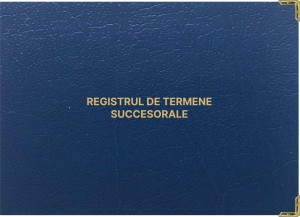 REGISTRUL DE TERMENE
SUCCESORALE